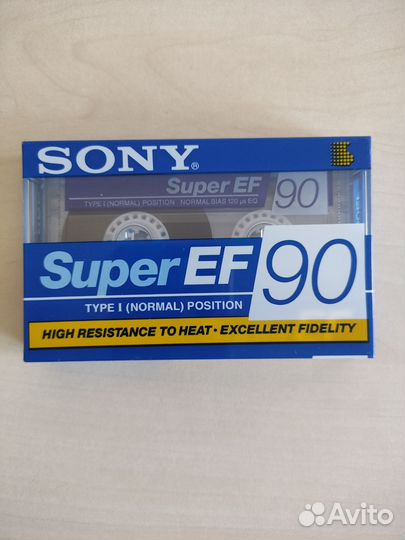 SONY®
Super EF 90
TYPE I (NORMAL) POSITION NORMAL BIAS 120 µs EQ
Super EF 90
TYPE I (NORMAL) POSITION
HIGH RESISTANCE TO HEAT • EXCELLENT FIDELITY
Avito